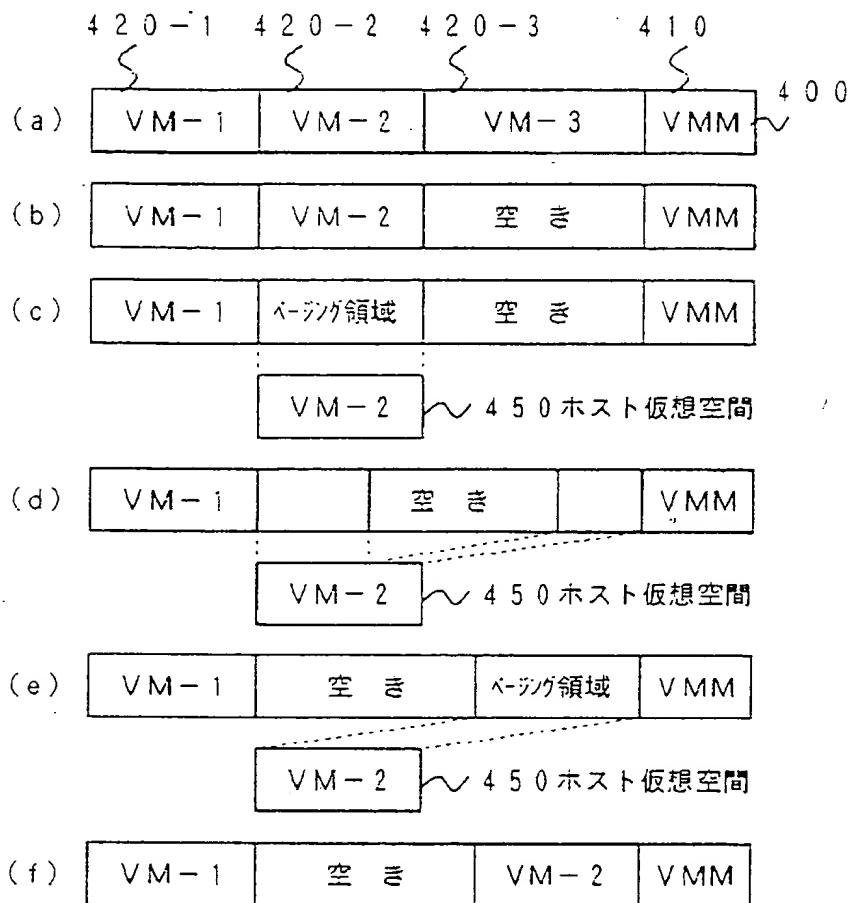 420-1 420-2 420-3 410
400
(a) VM-1 VM-2 VM-3 VMM
(b) VM-1 VM-2 空き VMM
(c) VM-1 ページング領域 空き VMM
VM-2 450ホスト仮想空間
(d) VM-1 空き VMM
VM-2 450ホスト仮想空間
(e) VM-1 空き ページング領域 VMM
VM-2 450ホスト仮想空間
(f) VM-1 空き VM-2 VMM